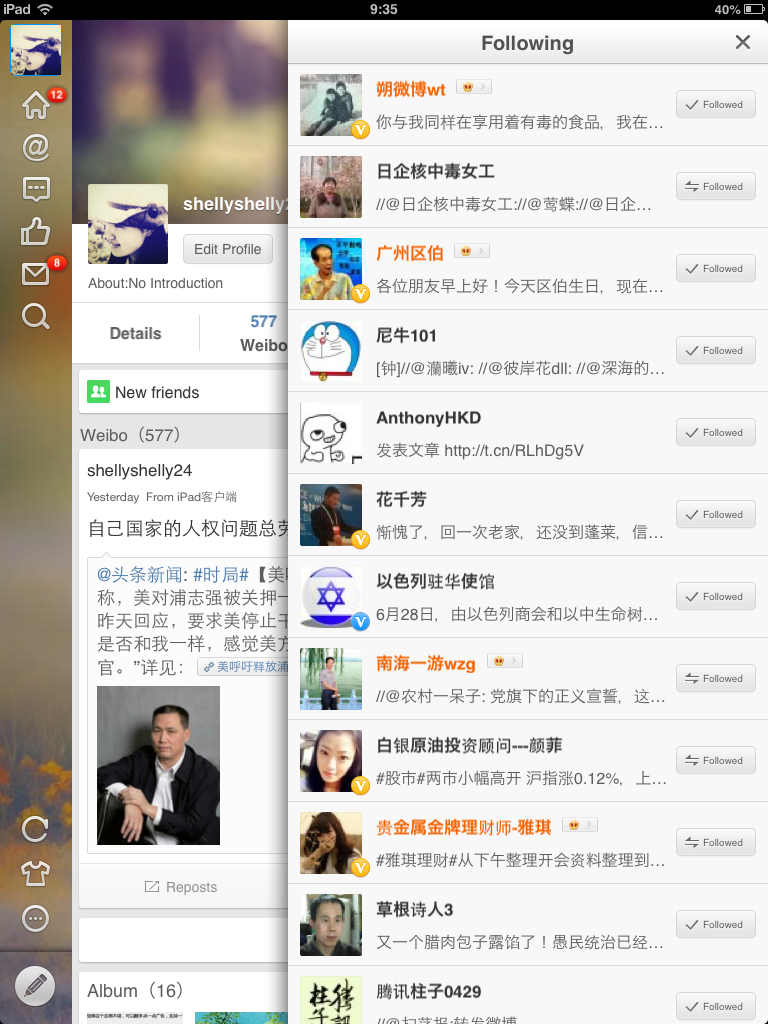 iPad
9:35
40%
12
8
shellyshelly2
Edit Profile
About:No Introduction
Details
577
Weibo
New friends
Weibo（577）
shellyshelly24
Yesterday From iPad客户端
自己国家的人权问题总
@头条新闻: #时局#【美
称，美对浦志强被关押一
昨天回应，要求美停止干
是否和我一样，感觉美方
官。”详见：
美呼吁释放浦
Reposts
Album（16）
Following
朔微博wt
你与我同样在享用着有毒的食品，我在…
Followed
日企核中毒女工
//@日企核中毒女工://@莺蝶://@日企…
Followed
广州区伯
各位朋友早上好！今天区伯生日，现在…
Followed
尼牛101
[钟]//@灡曦iv: //@彼岸花dll: //@深海的…
Followed
AnthonyHKD
发表文章 http://t.cn/RLhDg5V
Followed
花千芳
惭愧了，回一次老家，还没到蓬莱，信…
Followed
以色列驻华使馆
6月28日，由以色列商会和以中生命树…
Followed
南海一游wzg
//@农村一呆子: 党旗下的正义宣誓，这…
Followed
白银原油投资顾问---颜菲
#股市#两市小幅高开 沪指涨0.12%，上…
Followed
贵金属金牌理财师-雅琪
#雅琪理财#从下午整理开会资料整理到…
Followed
草根诗人3
又一个腊肉包子露馅了！愚民统治已经…
Followed
腾讯柱子0429
Followed